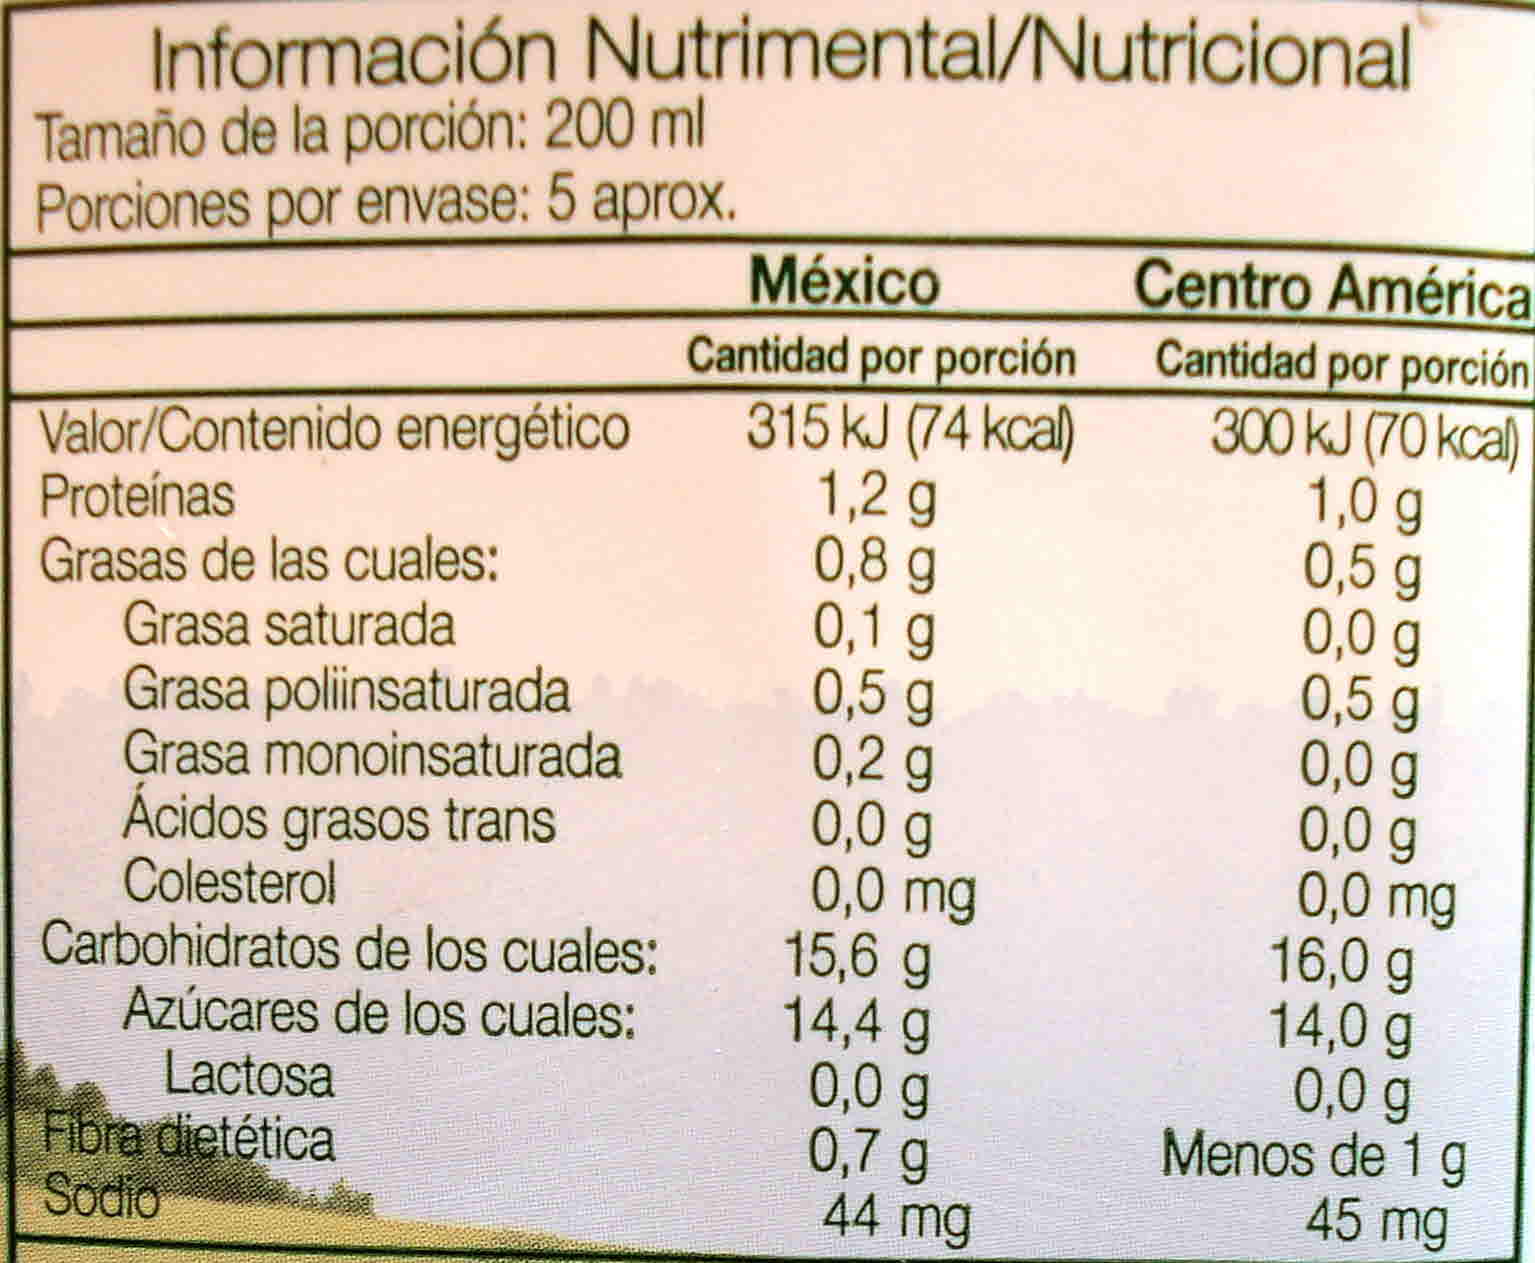 Información Nutrimental/Nutricional
Tamaño de la porción: 200 ml
Porciones por envase: 5 aprox.
México Centro América
Cantidad por porción Cantidad por porción
Valor/Contenido energético 315 kJ (74 kcal) 300 kJ (70 kcal)
Proteínas 1,2 g 1,0 g
Grasas de las cuales: 0,8 g 0,5 g
Grasa saturada 0,1 g 0,0 g
Grasa poliinsaturada 0,5 g 0,5 g
Grasa monoinsaturada 0,2 g 0,0 g
Ácidos grasos trans 0,0 g 0,0 g
Colesterol 0,0 mg 0,0 mg
Carbohidratos de los cuales: 15,6 g 16,0 g
Azúcares de los cuales: 14,4 g 14,0 g
Lactosa 0,0 g 0,0 g
Fibra dietética 0,7 g Menos de 1 g
Sodio 44 mg 45 mg